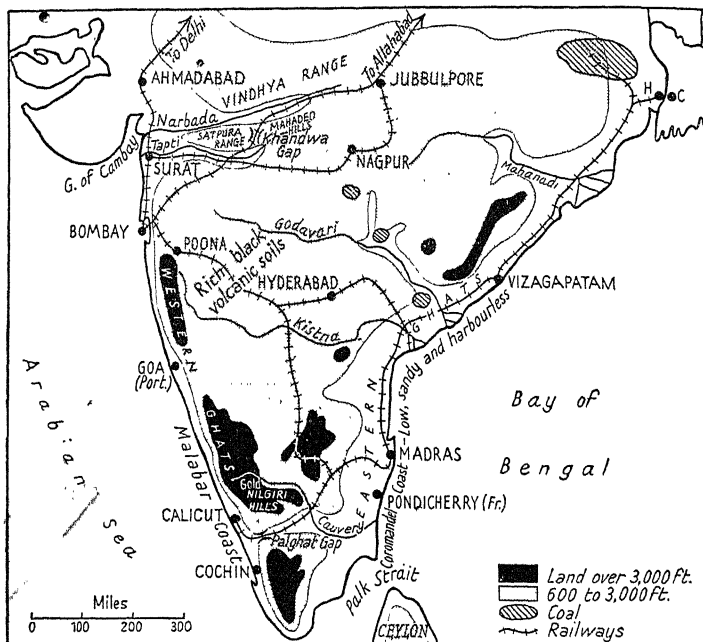 To Delhi
To Allahabad
AHMADABAD
VINDHYA RANGE
JUBBULPORE
H
C
Narbada
MAHADEO
HILLS
SATPURA
RANGE
Tapti
Khandwa
Gap
G. of Cambay
SURAT
NAGPUR
Mahanadi
BOMBAY
Godavari
POONA
Rich black
volcanic soils
HYDERABAD
VIZAGAPATAM
Kistna
WESTERN
GHATS
EASTERN
GHATS
GOA
(Port.)
Arabian Sea
Malabar Coast
Coromandel Coast - Low, sandy and harbourless
Bay of
Bengal
MADRAS
Gold
NILGIRI
HILLS
PONDICHERRY (Fr.)
CALICUT
Cauvery
Palghat Gap
COCHIN
Palk Strait
CEYLON
Miles
0 100 200 300
Land over 3,000 ft.
600 to 3,000 ft.
Coal
Railways